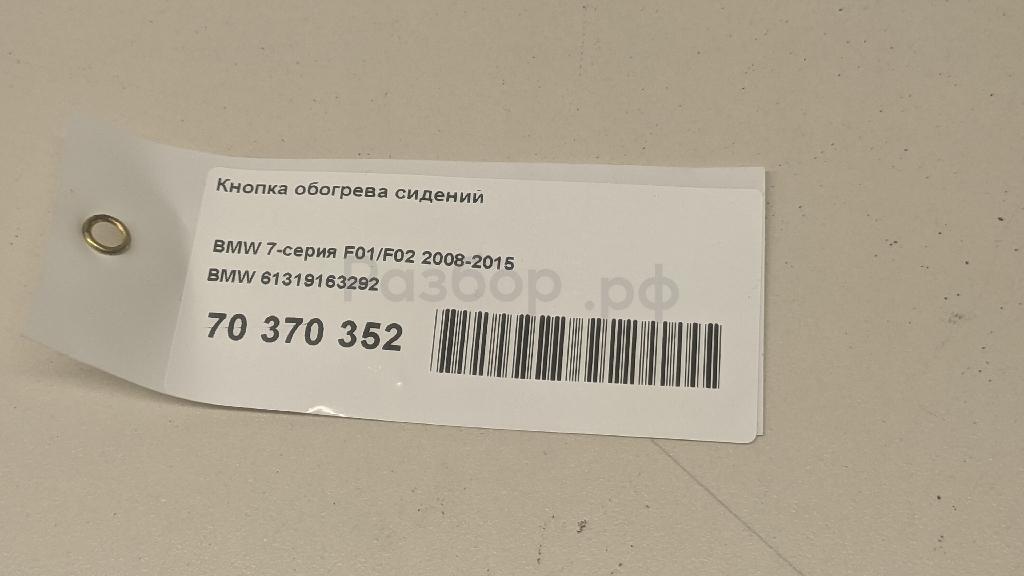 Кнопка обогрева сидений
BMW 7-серия F01/F02 2008-2015
BMW 61319163292
Разбор.рф
70 370 352